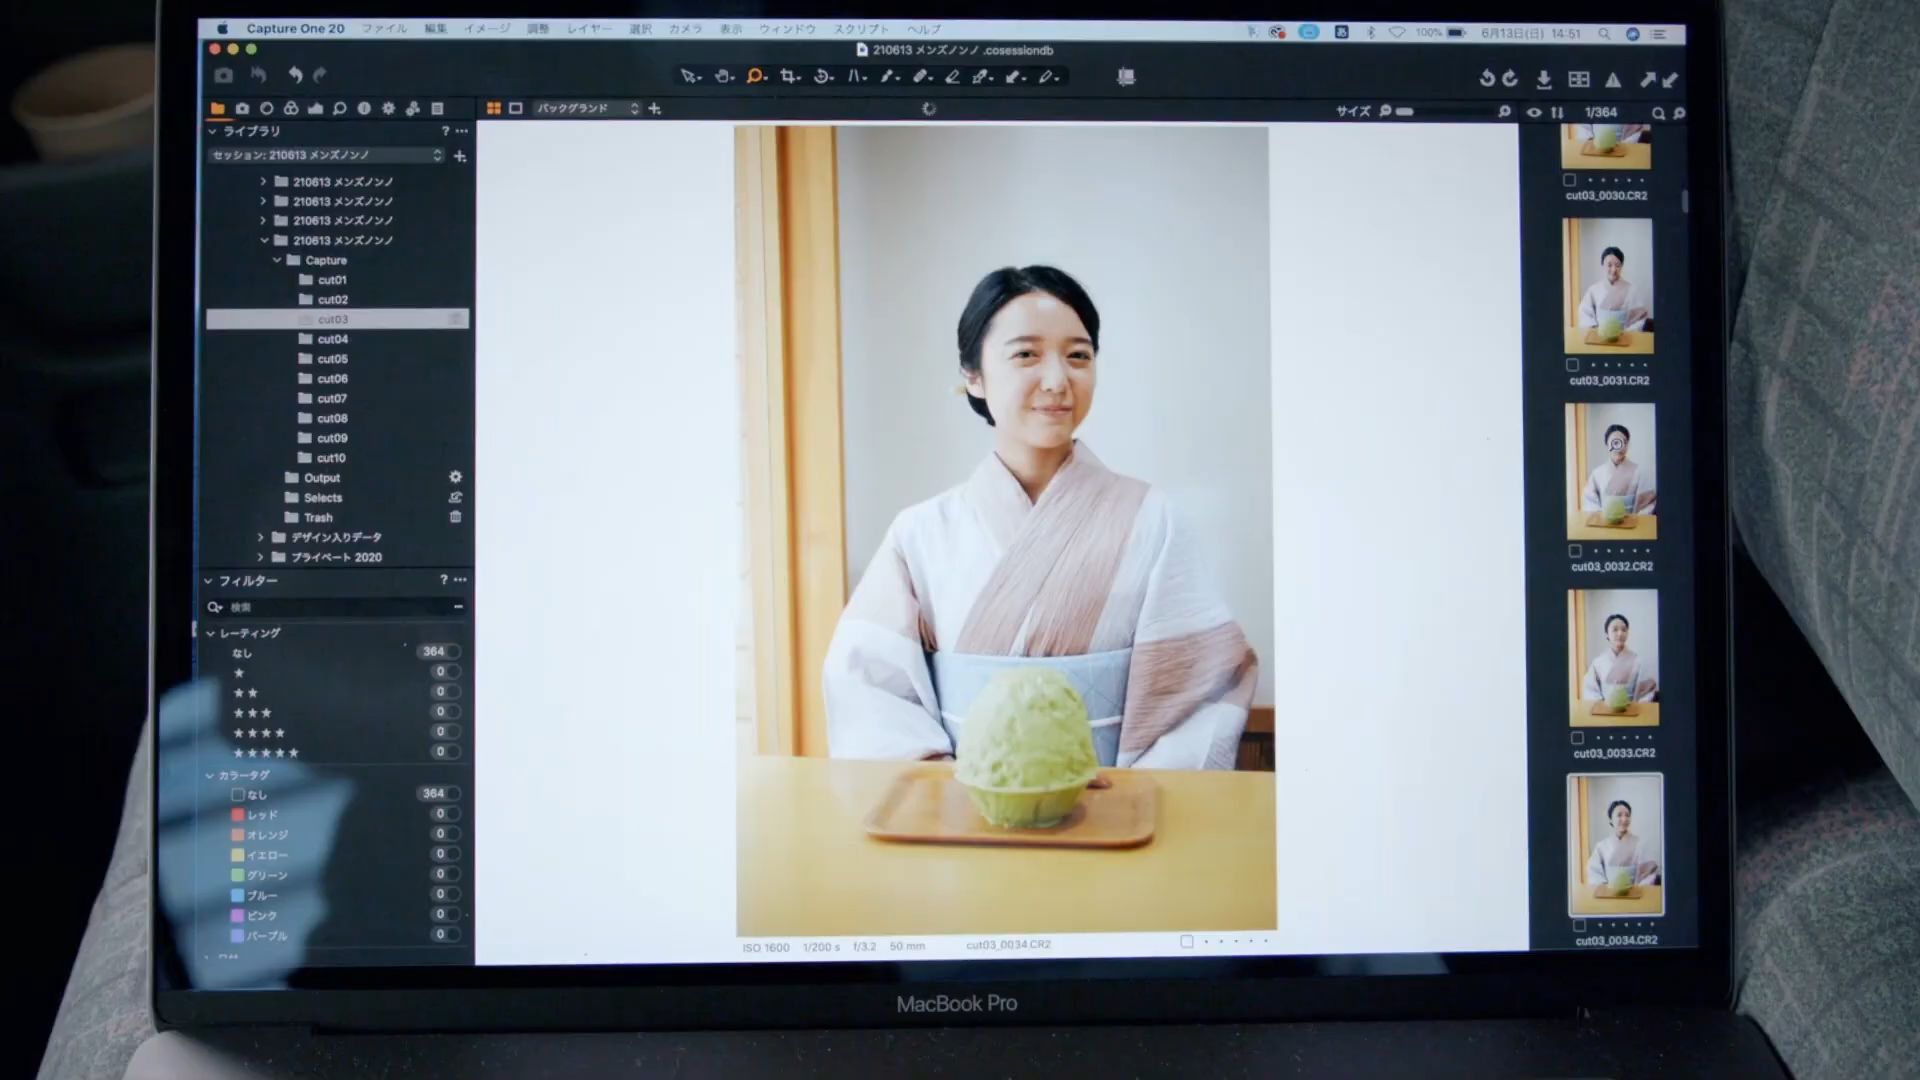 Capture One 20 ファイル 編集 イメージ 調整 レイヤー 選択 カメラ 表示 ウィンドウ スクリプト ヘルプ 100% 6月13日(日) 14:51
210613 メンズノンノ .cosessiondb
バックグランド
サイズ
1/364
ライブラリ ?
セッション: 210613 メンズノンノ
210613 メンズノンノ
210613 メンズノンノ
210613 メンズノンノ
210613 メンズノンノ
Capture
cut01
cut02
cut03
cut04
cut05
cut06
cut07
cut08
cut09
cut10
Output
Selects
Trash
デザイン入りデータ
プライベート 2020
フィルター ?
検索
レーティング
なし 364
★ 0
★★ 0
★★★ 0
★★★★ 0
★★★★★ 0
カラータグ
なし 364
レッド 0
オレンジ 0
イエロー 0
グリーン 0
ブルー 0
ピンク 0
パープル 0
ISO 1600 1/200 s f/3.2 50 mm cut03_0034.CR2
cut03_0030.CR2
cut03_0031.CR2
cut03_0032.CR2
cut03_0033.CR2
cut03_0034.CR2
MacBook Pro